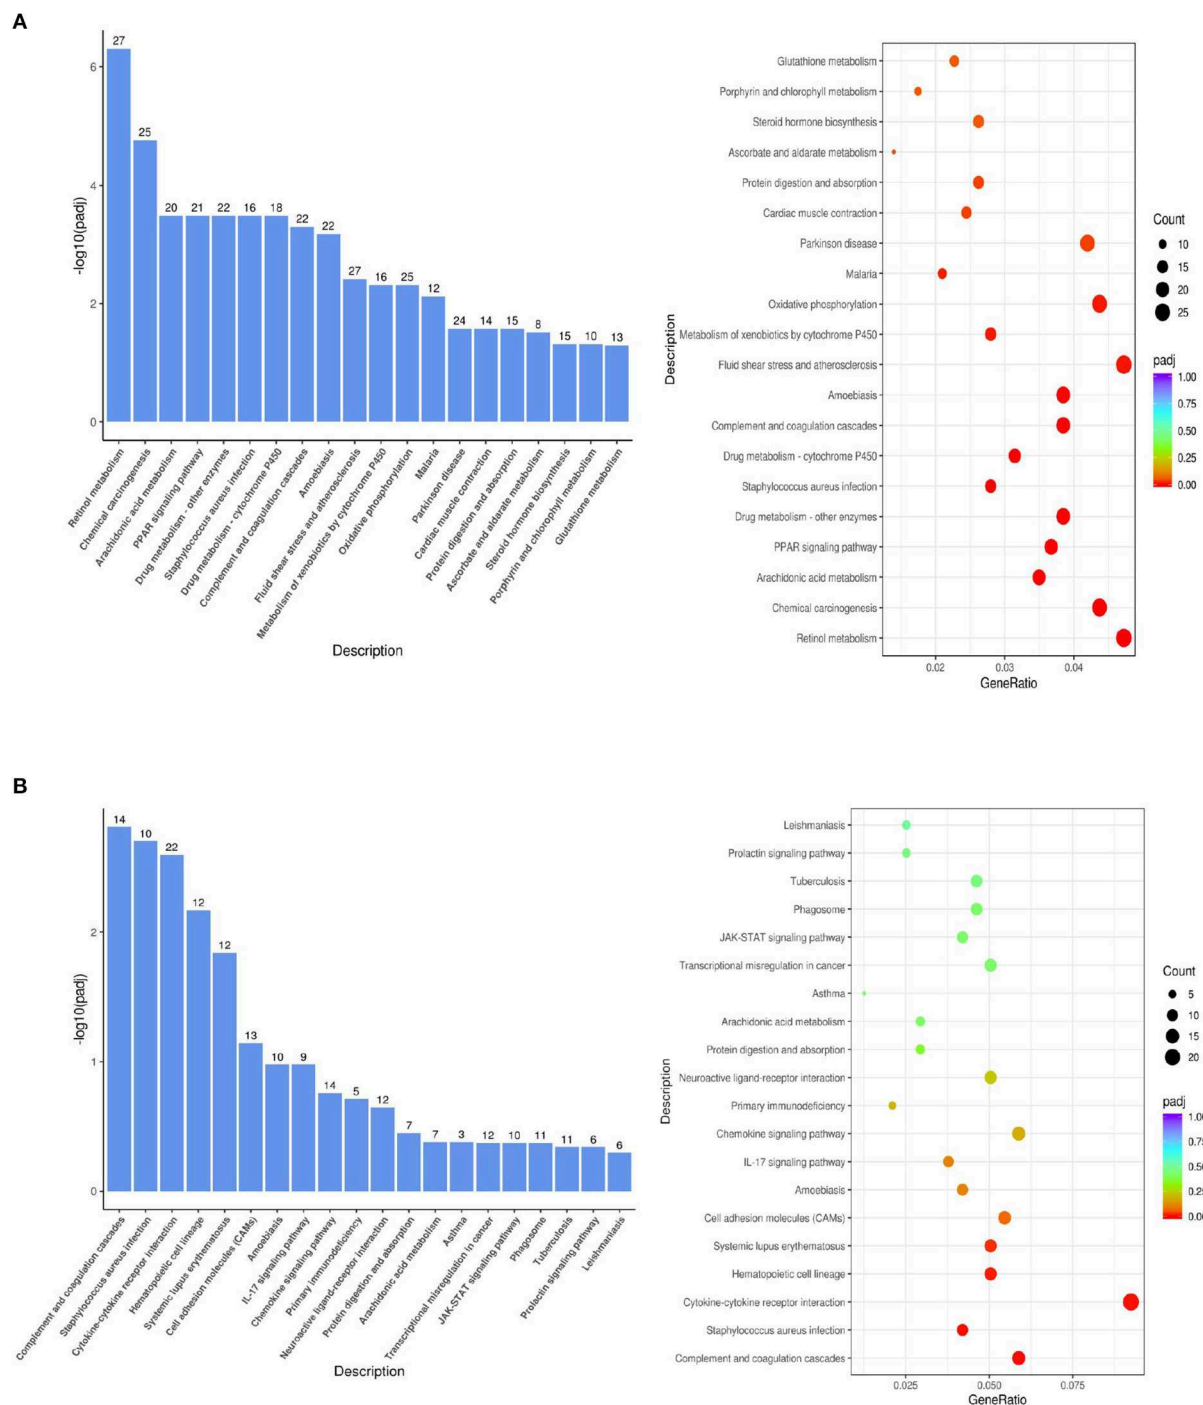 A
27
25
20
21
22
16
18
22
22
27
16
25
12
24
14
15
8
15
10
13
6
4
2
0
-log10(padj)
Retinol metabolism
Chemical carcinogenesis
Arachidonic acid metabolism
PPAR signaling pathway
Drug metabolism - other enzymes
Staphylococcus aureus infection
Drug metabolism - cytochrome P450
Complement and coagulation cascades
Amoebiasis
Fluid shear stress and atherosclerosis
Metabolism of xenobiotics by cytochrome P450
Oxidative phosphorylation
Malaria
Parkinson disease
Cardiac muscle contraction
Protein digestion and absorption
Ascorbate and aldarate metabolism
Steroid hormone biosynthesis
Porphyrin and chlorophyll metabolism
Glutathione metabolism
Description
Glutathione metabolism
Porphyrin and chlorophyll metabolism
Steroid hormone biosynthesis
Ascorbate and aldarate metabolism
Protein digestion and absorption
Cardiac muscle contraction
Parkinson disease
Malaria
Oxidative phosphorylation
Metabolism of xenobiotics by cytochrome P450
Fluid shear stress and atherosclerosis
Amoebiasis
Complement and coagulation cascades
Drug metabolism - cytochrome P450
Staphylococcus aureus infection
Drug metabolism - other enzymes
PPAR signaling pathway
Arachidonic acid metabolism
Chemical carcinogenesis
Retinol metabolism
Description
0.02
0.03
0.04
GeneRatio
Count
10
15
20
25
padj
1.00
0.75
0.50
0.25
0.00
B
14
10
22
12
12
13
10
9
14
5
12
7
7
3
12
10
11
11
6
6
2
1
0
-log10(padj)
Complement and coagulation cascades
Staphylococcus aureus infection
Cytokine-cytokine receptor interaction
Hematopoietic cell lineage
Systemic lupus erythematosus
Cell adhesion molecules (CAMs)
Amoebiasis
IL-17 signaling pathway
Chemokine signaling pathway
Primary immunodeficiency
Neuroactive ligand-receptor interaction
Protein digestion and absorption
Arachidonic acid metabolism
Asthma
Transcriptional misregulation in cancer
JAK-STAT signaling pathway
Phagosome
Tuberculosis
Prolactin signaling pathway
Leishmaniasis
Description
Leishmaniasis
Prolactin signaling pathway
Tuberculosis
Phagosome
JAK-STAT signaling pathway
Transcriptional misregulation in cancer
Asthma
Arachidonic acid metabolism
Protein digestion and absorption
Neuroactive ligand-receptor interaction
Primary immunodeficiency
Chemokine signaling pathway
IL-17 signaling pathway
Amoebiasis
Cell adhesion molecules (CAMs)
Systemic lupus erythematosus
Hematopoietic cell lineage
Cytokine-cytokine receptor interaction
Staphylococcus aureus infection
Complement and coagulation cascades
Description
0.025
0.050
0.075
GeneRatio
Count
5
10
15
20
padj
1.00
0.75
0.50
0.25
0.00